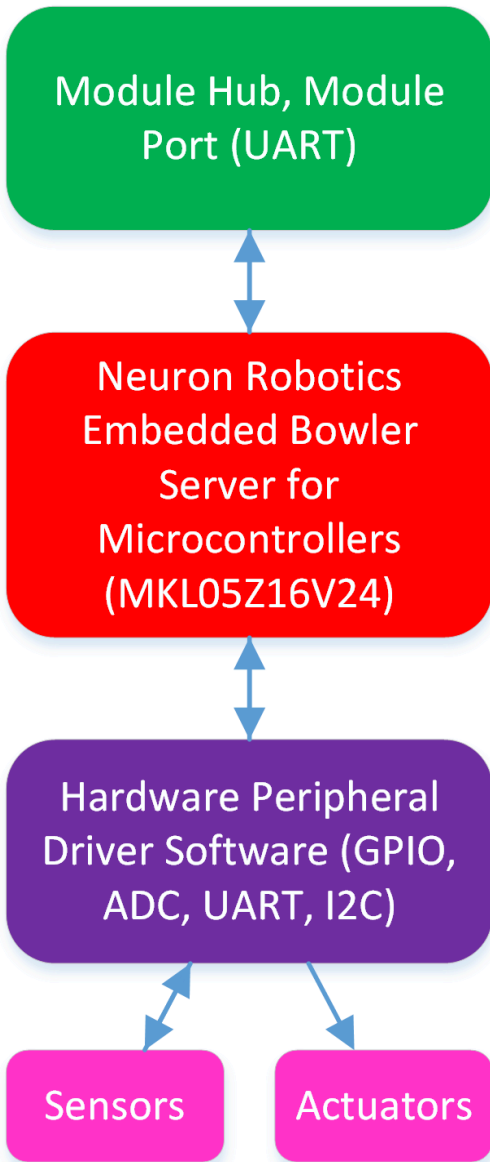 Module Hub, Module
Port (UART)
Neuron Robotics
Embedded Bowler
Server for
Microcontrollers
(MKL05Z16V24)
Hardware Peripheral
Driver Software (GPIO,
ADC, UART, I2C)
Sensors
Actuators